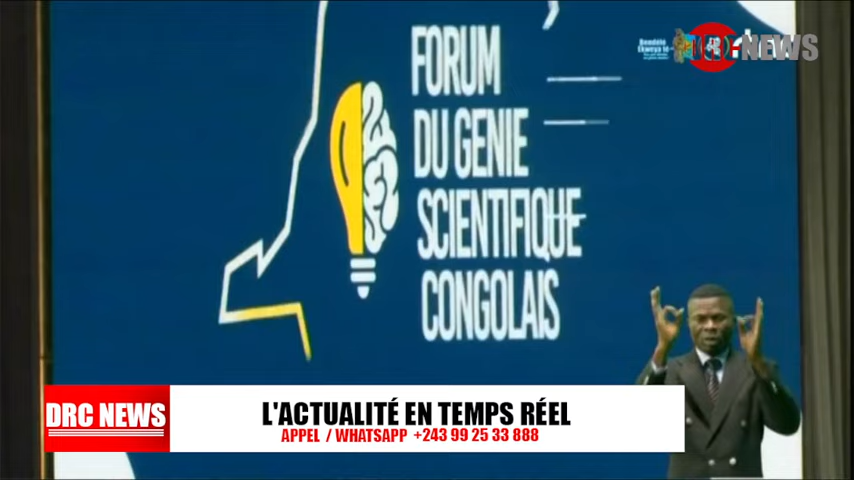 NEWS
FORUM
DU GENIE
SCIENTIFIQUE
CONGOLAIS
DRC NEWS
L'ACTUALITÉ EN TEMPS RÉEL
APPEL / WHATSAPP +243 99 25 33 888